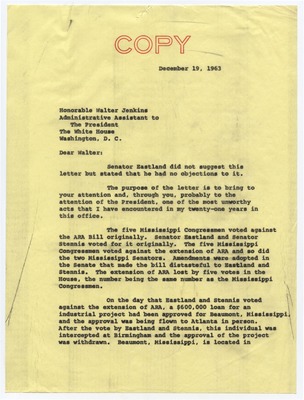 COPY
December 19, 1963
Honorable Walter Jenkins
Administrative Assistant to
The President
The White House
Washington, D. C.
Dear Walter:
Senator Eastland did not suggest this
letter but stated that he had no objections to it.
The purpose of the letter is to bring to
your attention and, through you, probably to the
attention of the President, one of the most unworthy
acts that I have encountered in my twenty-one years in
this office.
The five Mississippi Congressmen voted against
the ARA Bill originally. Senator Eastland and Senator
Stennis voted for it originally. The five Mississippi
Congressmen voted against the extension of ARA and so did
the two Mississippi Senators. Amendments were adopted in
the Senate that made the bill distasteful to Eastland and
Stennis. The extension of ARA lost by five votes in the
House, the number being the same number as the Mississippi
Congressmen.
On the day that Eastland and Stennis voted
against the extension of ARA, a $600,000 loan for an
industrial project had been approved for Beaumont, Mississippi,
and the approval was being flown to Atlanta in person.
After the vote by Eastland and Stennis, this individual was
intercepted at Birmingham and the approval of the project
was withdrawn. Beaumont, Mississippi, is located in